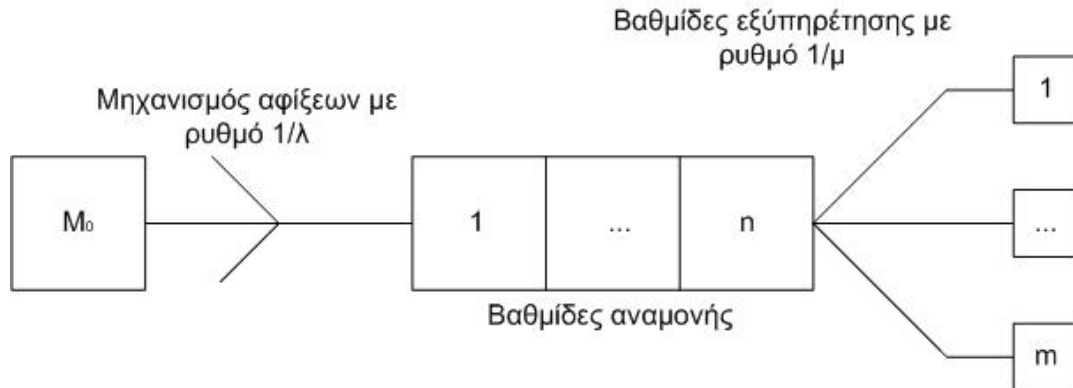 Βαθμίδες εξύπηρέτησης με
ρυθμό 1/μ
Μηχανισμός αφίξεων με
ρυθμό 1/λ
M₀
1
...
n
1
...
m
Βαθμίδες αναμονής